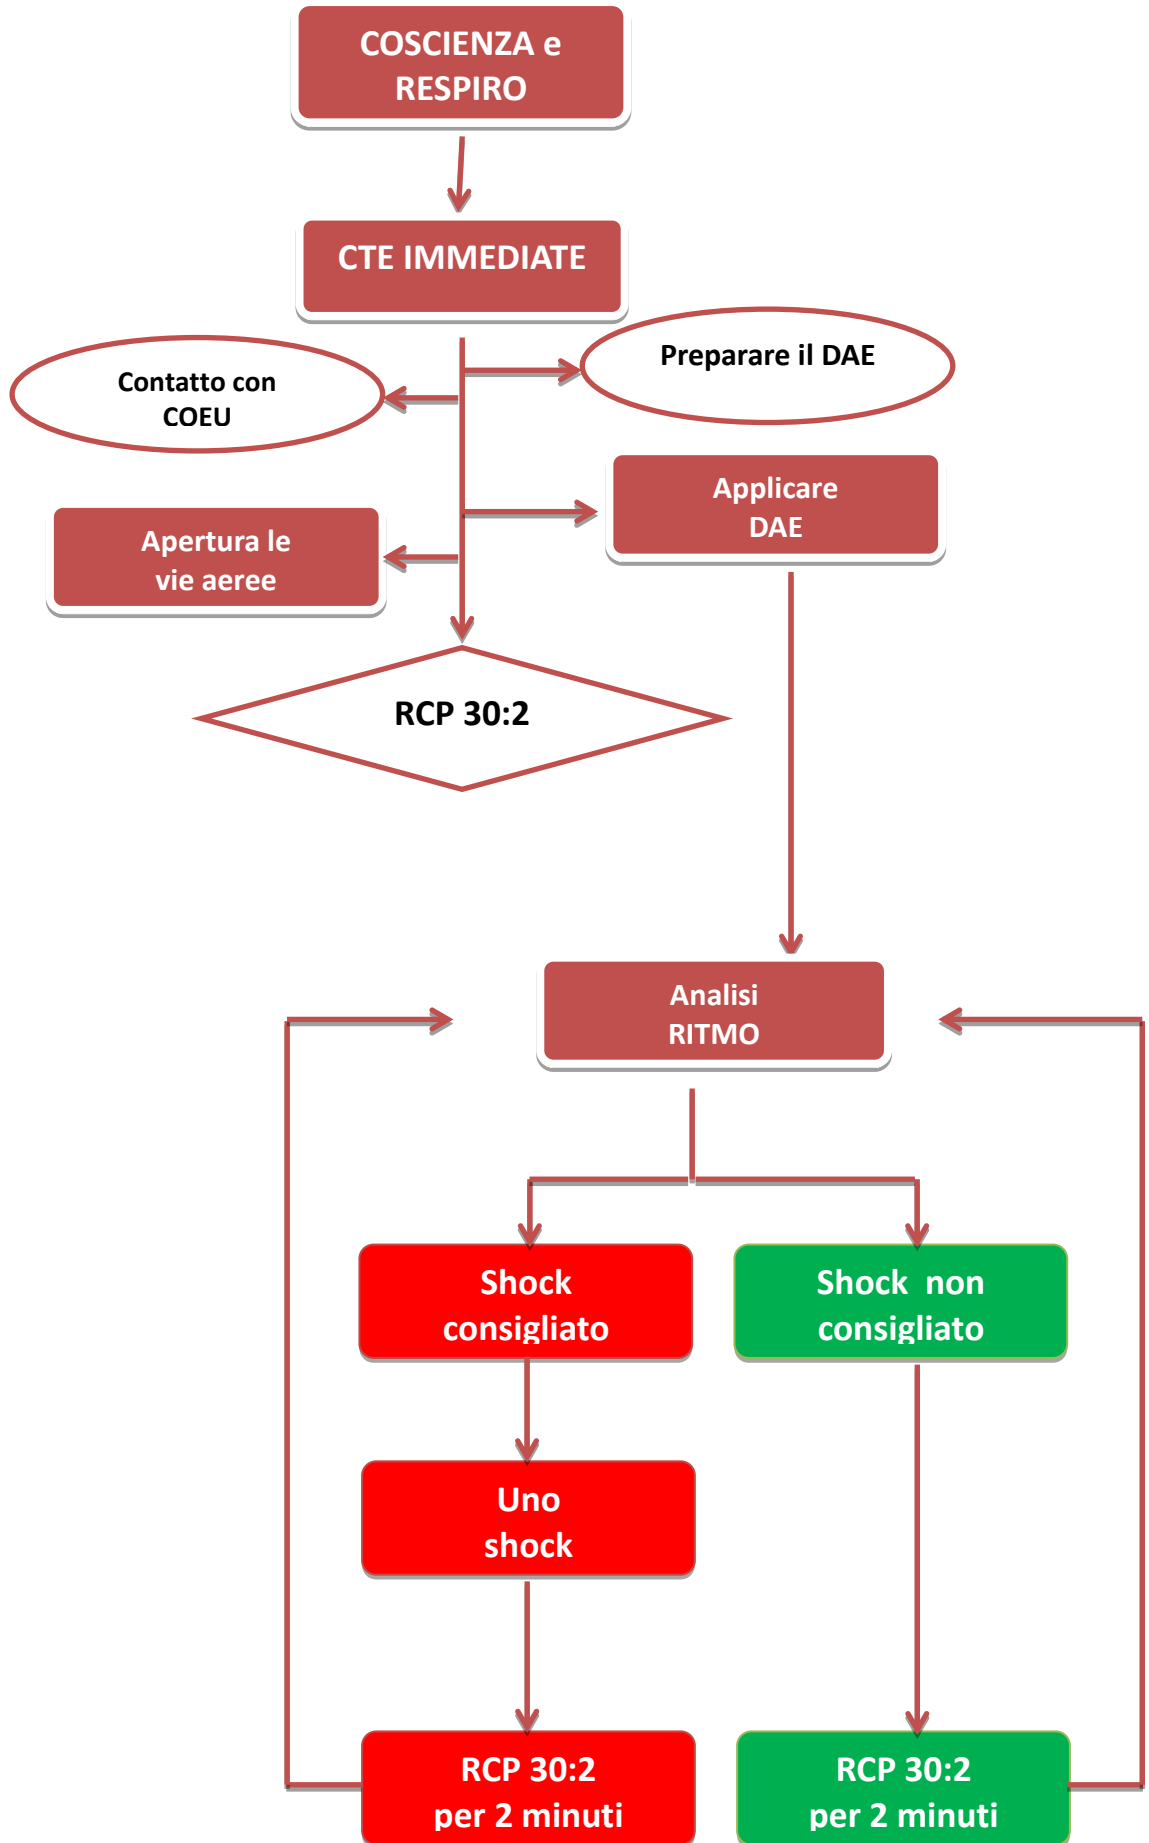 COSCIENZA e
RESPIRO
CTE IMMEDIATE
Preparare il DAE
Contatto con
COEU
Applicare
DAE
Apertura le
vie aeree
RCP 30:2
Analisi
RITMO
Shock
consigliato
Shock  non
consigliato
Uno
shock
RCP 30:2
per 2 minuti
RCP 30:2
per 2 minuti